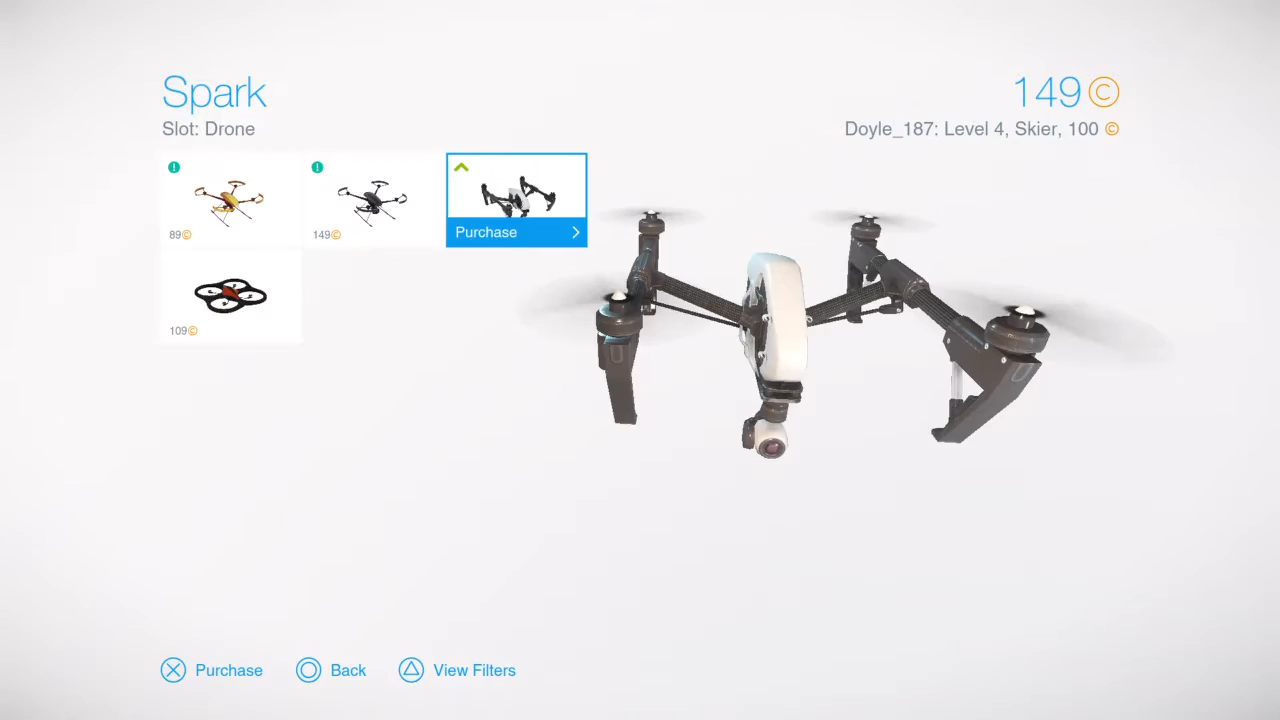 Spark
Slot: Drone
149 ©
Doyle_187: Level 4, Skier, 100 ©
!
89©
!
149©
Purchase
109©
Purchase
Back
View Filters